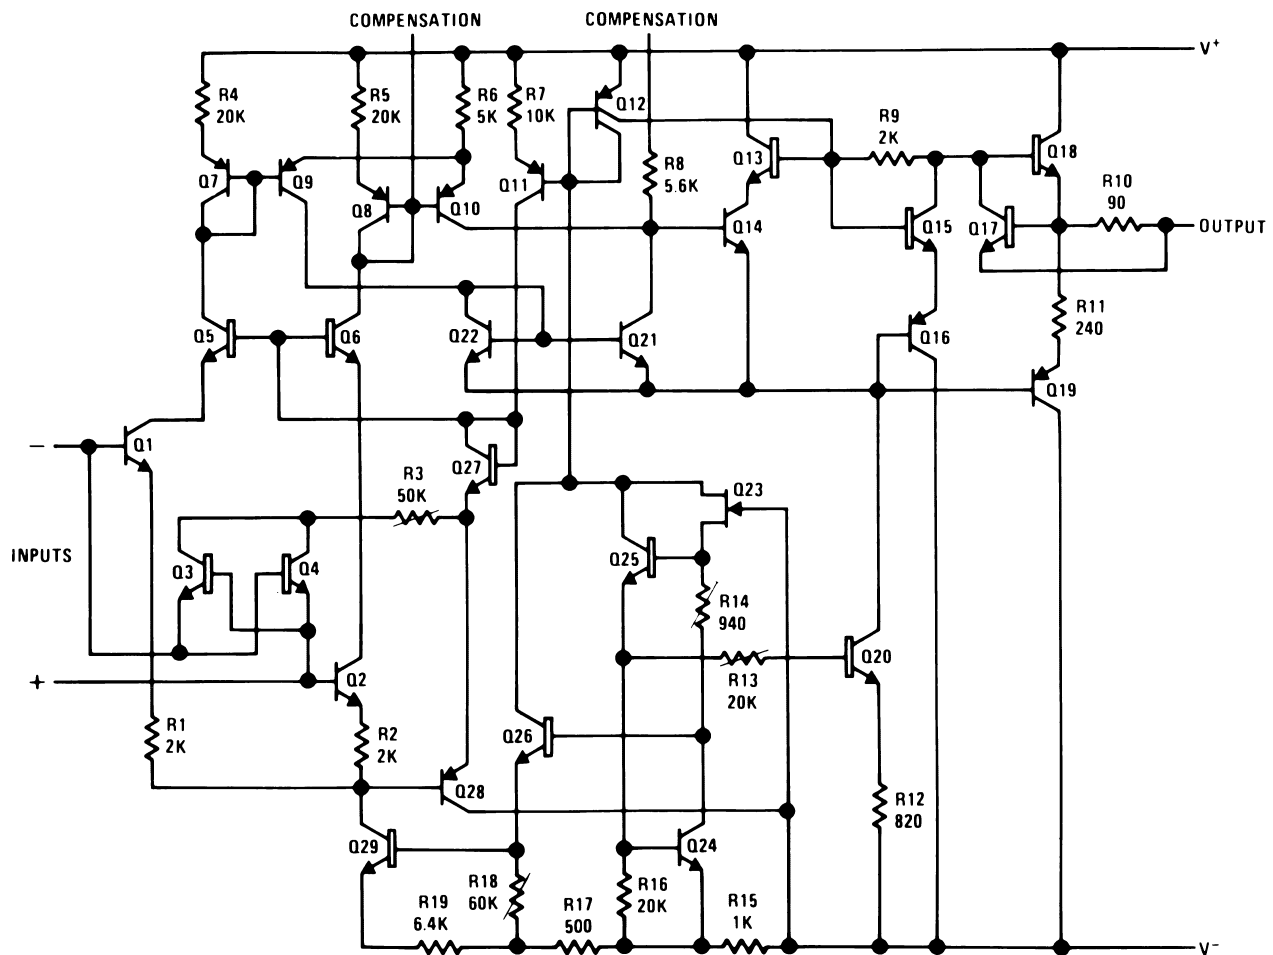 COMPENSATION COMPENSATION
V+
R4
20K
R5
20K
R6
5K
R7
10K
Q12
R9
2K
R8
5.6K
Q7
Q9
Q8
Q10
Q11
Q13
Q18
R10
90
Q14
Q15
Q17
OUTPUT
R11
240
Q5
Q6
Q22
Q21
Q16
Q19
−
Q1
Q27
R3
50K
Q23
INPUTS
Q3
Q4
Q25
R14
940
+
Q2
R13
20K
Q20
R1
2K
R2
2K
Q26
Q28
R12
820
Q29
Q24
R18
60K
R16
20K
R19
6.4K
R17
500
R15
1K
V−